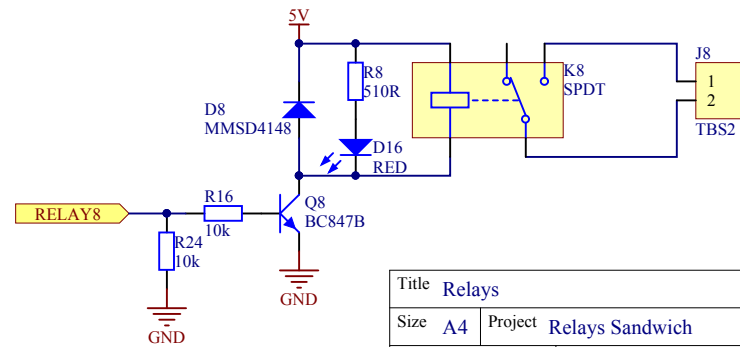 5V
J8
R8
510R
K8
SPDT
1
2
D8
MMSD4148
TBS2
D16
RED
R16
10k
Q8
BC847B
RELAY8
R24
10k
GND
GND
Title Relays
Size A4 Project Relays Sandwich